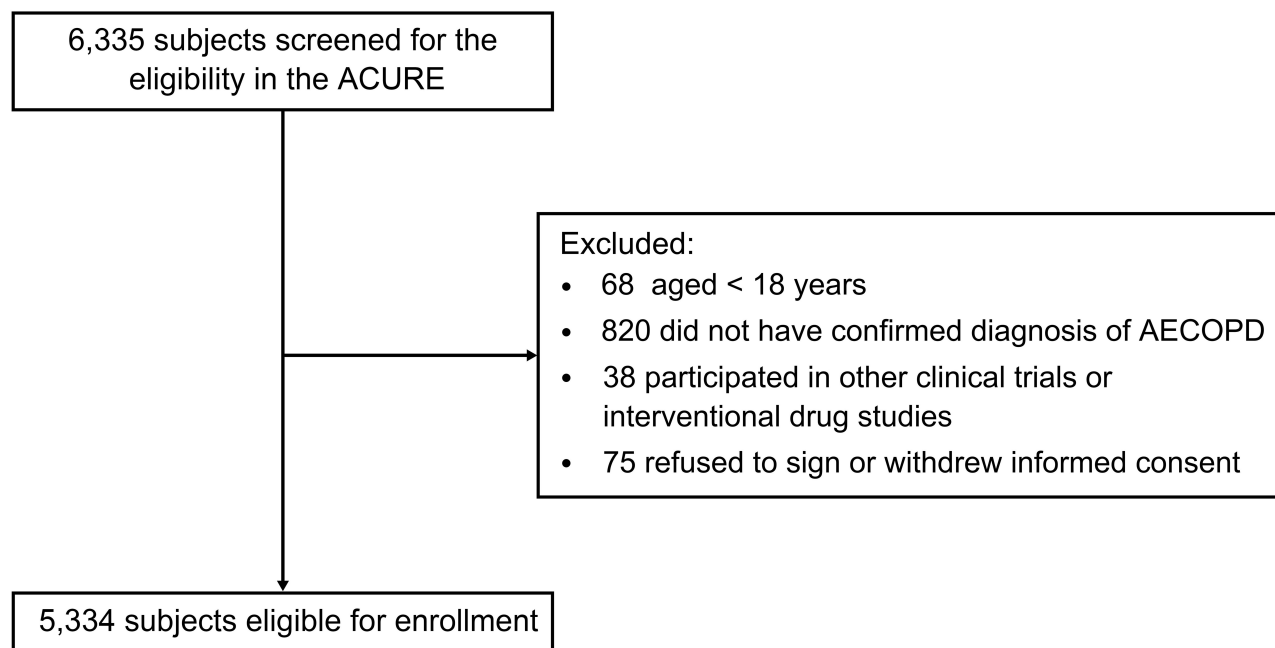 6,335 subjects screened for the
eligibility in the ACURE
Excluded:
• 68 aged < 18 years
• 820 did not have confirmed diagnosis of AECOPD
• 38 participated in other clinical trials or
interventional drug studies
• 75 refused to sign or withdrew informed consent
5,334 subjects eligible for enrollment